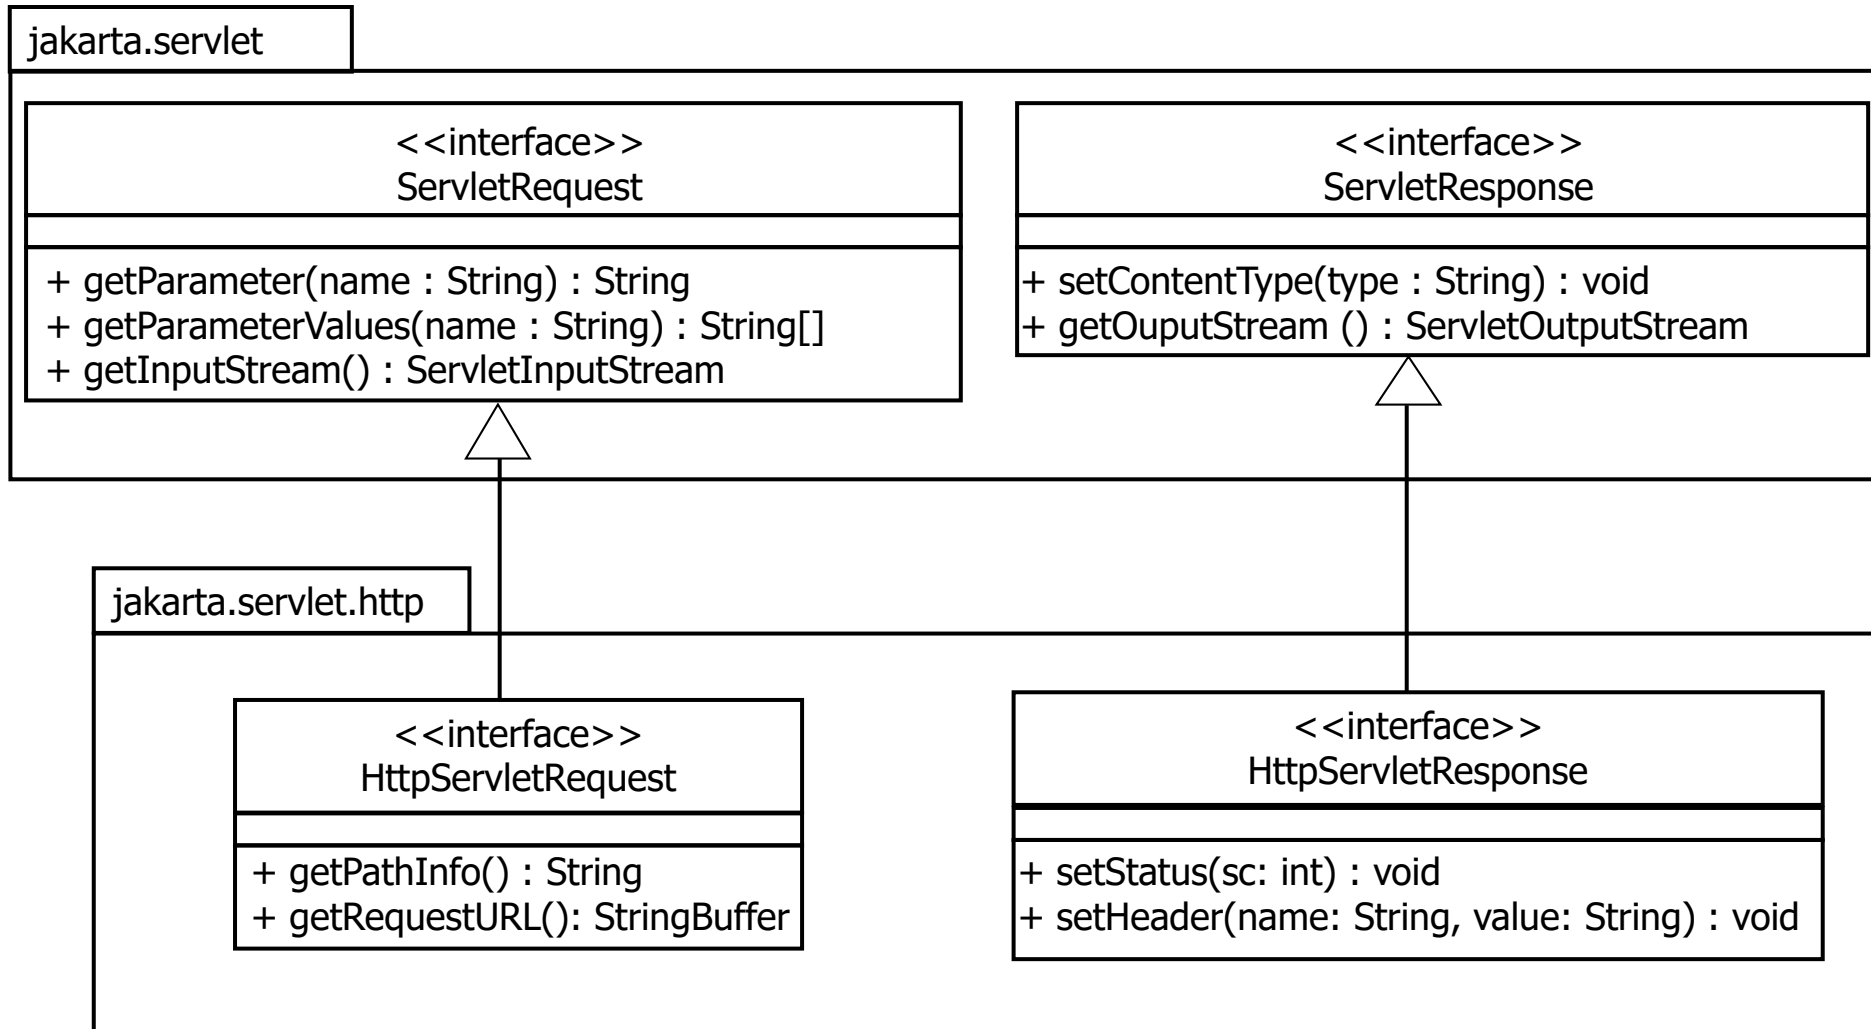 jakarta.servlet
<<interface>>
ServletRequest
+ getParameter(name : String) : String
+ getParameterValues(name : String) : String[]
+ getInputStream() : ServletInputStream
<<interface>>
ServletResponse
+ setContentType(type : String) : void
+ getOuputStream () : ServletOutputStream
jakarta.servlet.http
<<interface>>
HttpServletRequest
+ getPathInfo() : String
+ getRequestURL(): StringBuffer
<<interface>>
HttpServletResponse
+ setStatus(sc: int) : void
+ setHeader(name: String, value: String) : void